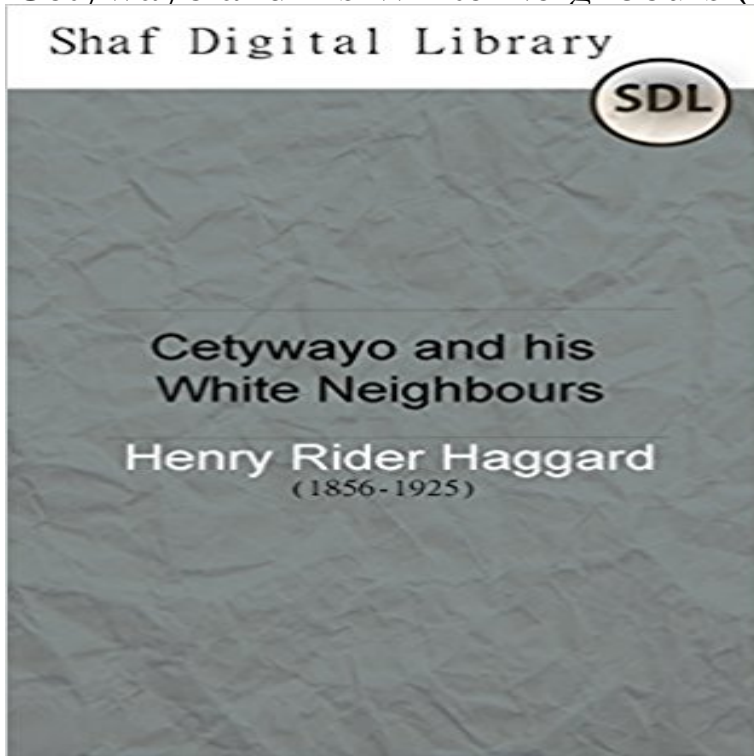 Shaf Digital Library
SDL
Cetywayo and his
White Neighbours
Henry Rider Haggard
(1856-1925)